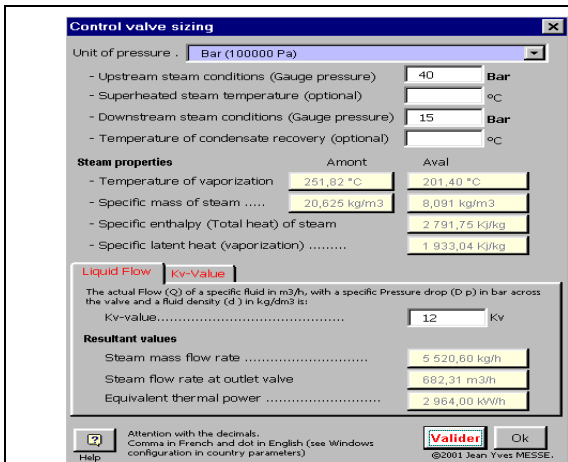 Control valve sizing
Unit of pressure . Bar (100000 Pa)
- Upstream steam conditions (Gauge pressure) 40 Bar
- Superheated steam temperature (optional) °C
- Downstream steam conditions (Gauge pressure) 15 Bar
- Temperature of condensate recovery (optional) °C
Steam properties Amont Aval
- Temperature of vaporization 251,82 °C 201,40 °C
- Specific mass of steam ..... 20,625 kg/m3 8,091 kg/m3
- Specific enthalpy (Total heat) of steam 2 791,75 Kj/kg
- Specific latent heat (vaporization) ......... 1 933,04 Kj/kg
Liquid Flow Kv-Value
The actual Flow (Q) of a specific fluid in m3/h, with a specific Pressure drop (D p) in bar across
the valve and a fluid density (d ) in kg/dm3 is:
Kv-value............................................. 12 Kv
Resultant values
Steam mass flow rate ........................... 5 520,60 kg/h
Steam flow rate at outlet valve 682,31 m3/h
Equivalent thermal power ..................... 2 964,00 kW/h
Help
Attention with the decimals.
Comma in French and dot in English (see Windows
configuration in country parameters)
Valider Ok
©2001 Jean Yves MESSE.